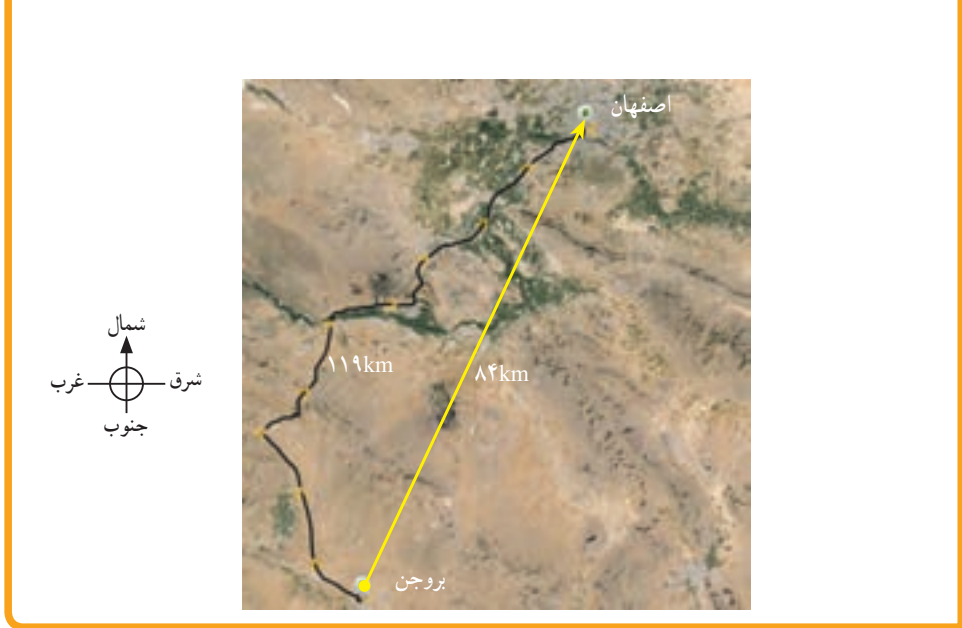 اصفهان
شمال
۱۱۹km
۸۴km
شرق
غرب
جنوب
بروجن